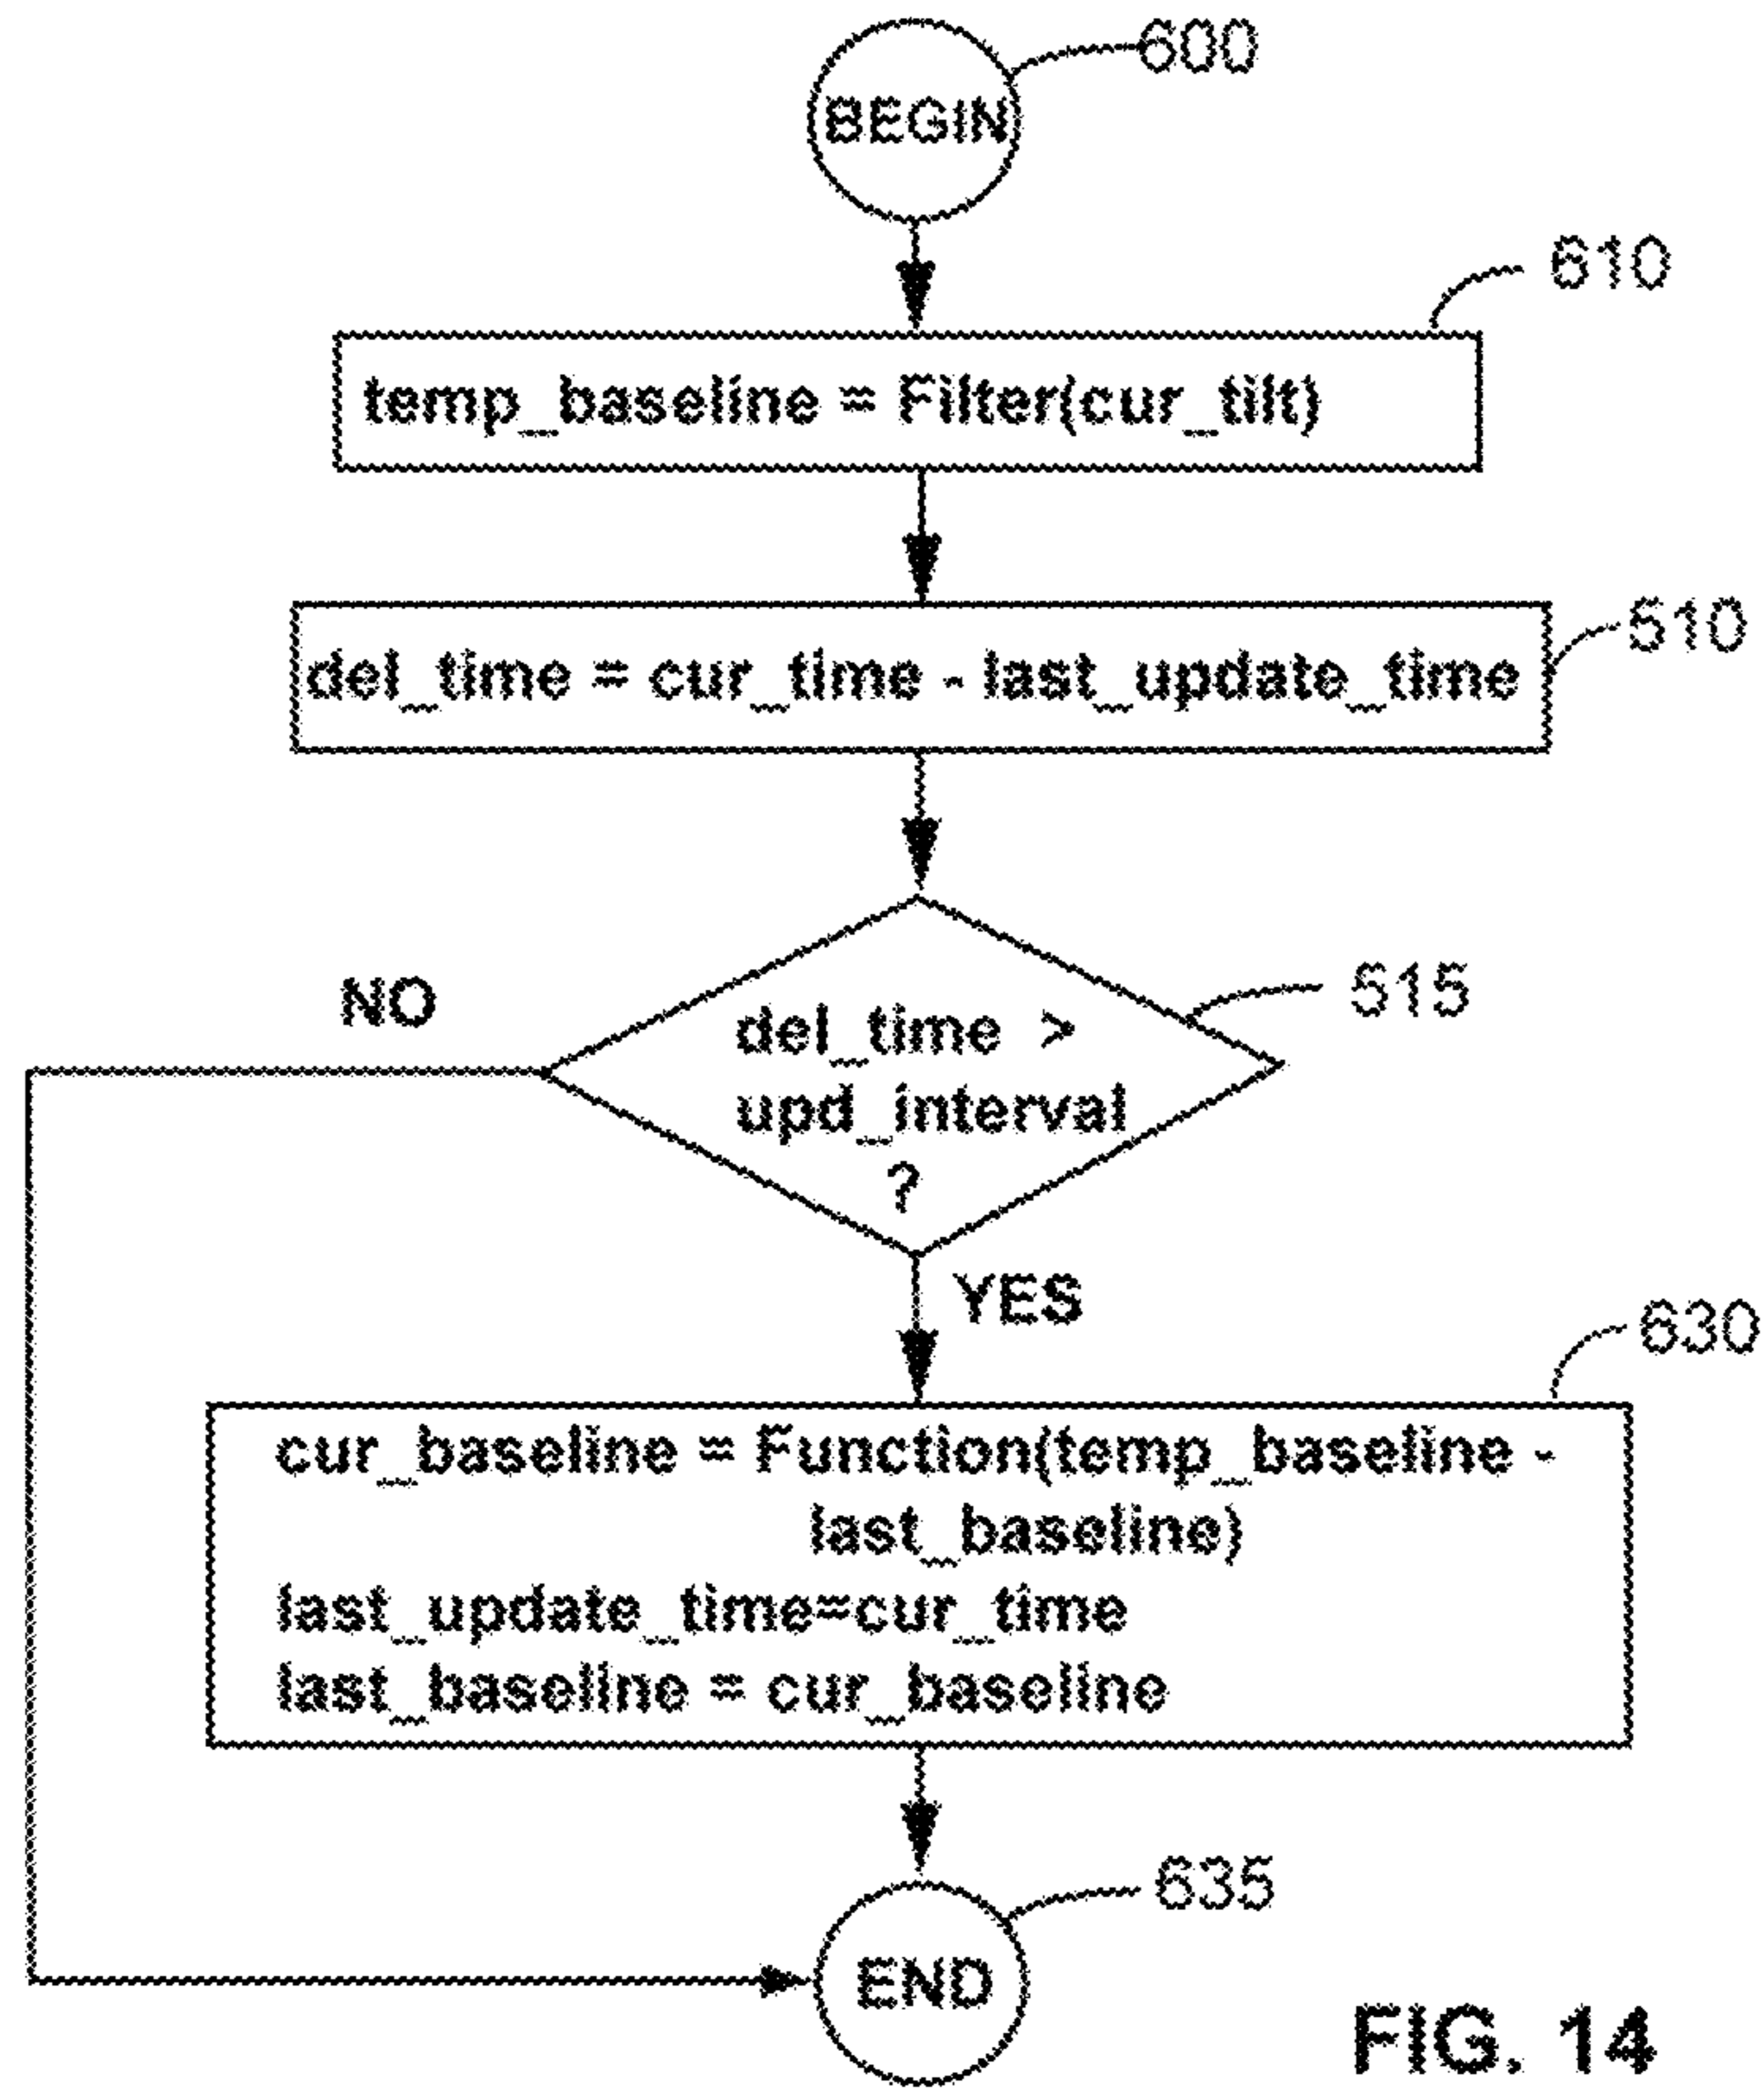 600
BEGIN
610
temp_baseline = Filter(cur_tilt)
510
del_time = cur_time - last_update_time
NO
515
del_time >
upd_interval
?
YES
630
cur_baseline = Function(temp_baseline -
last_baseline)
last_update_time=cur_time
last_baseline = cur_baseline
635
END
FIG. 14